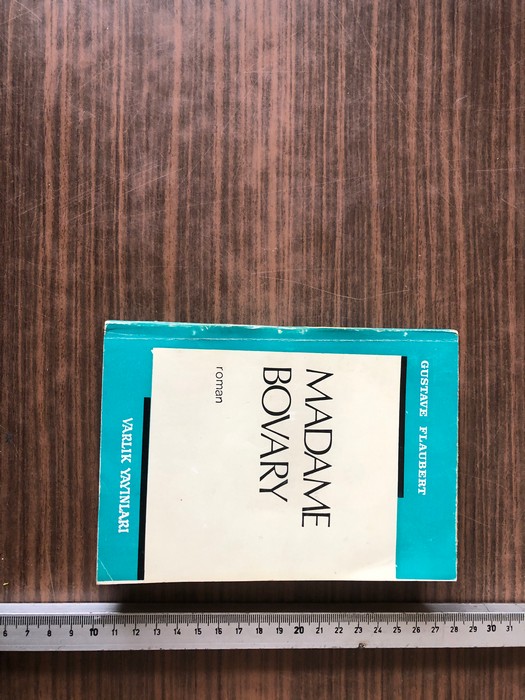 GUSTAVE FLAUBERT
MADAME
BOVARY
roman
VARLIK YAYINLARI
6 7 8 9 10 11 12 13 14 15 16 17 18 19 20 21 22 23 24 25 26 27 28 29 30 31